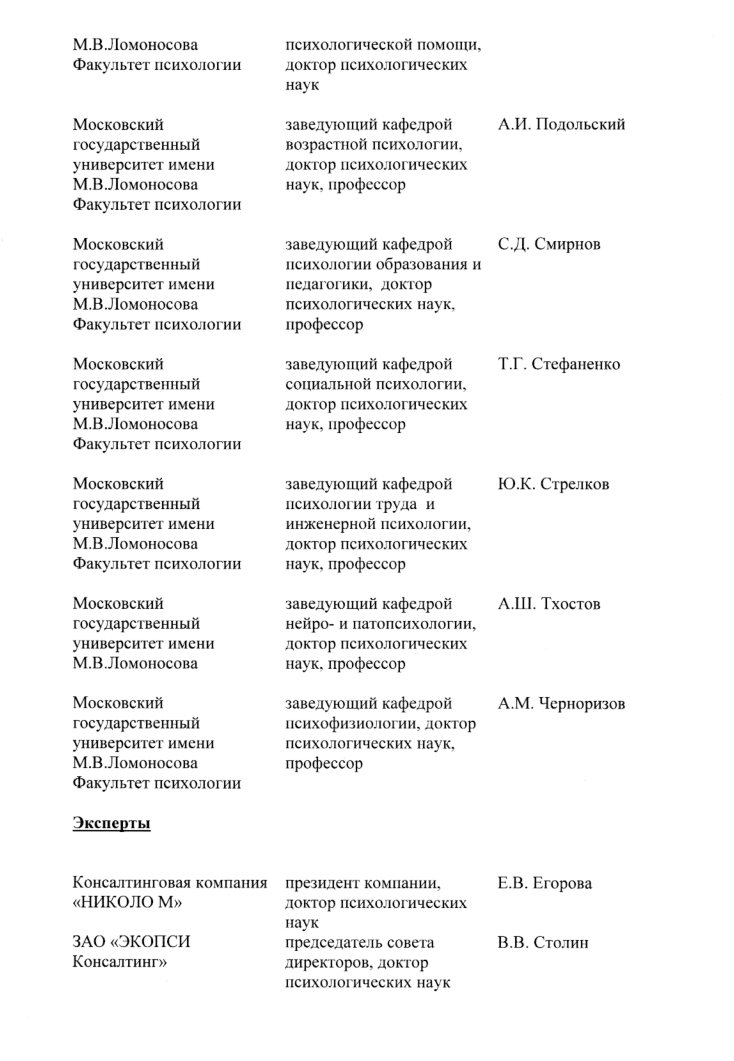 М.В.Ломоносова
Факультет психологии
психологической помощи,
доктор психологических
наук
Московский
государственный
университет имени
М.В.Ломоносова
Факультет психологии
заведующий кафедрой
возрастной психологии,
доктор психологических
наук, профессор
А.И. Подольский
Московский
государственный
университет имени
М.В.Ломоносова
Факультет психологии
заведующий кафедрой
психологии образования и
педагогики, доктор
психологических наук,
профессор
С.Д. Смирнов
Московский
государственный
университет имени
М.В.Ломоносова
Факультет психологии
заведующий кафедрой
социальной психологии,
доктор психологических
наук, профессор
Т.Г. Стефаненко
Московский
государственный
университет имени
М.В.Ломоносова
Факультет психологии
заведующий кафедрой
психологии труда и
инженерной психологии,
доктор психологических
наук, профессор
Ю.К. Стрелков
Московский
государственный
университет имени
М.В.Ломоносова
заведующий кафедрой
нейро- и патопсихологии,
доктор психологических
наук, профессор
А.Ш. Тхостов
Московский
государственный
университет имени
М.В.Ломоносова
Факультет психологии
заведующий кафедрой
психофизиологии, доктор
психологических наук,
профессор
А.М. Черноризов
Эксперты
Консалтинговая компания
«НИКОЛО М»
президент компании,
доктор психологических
наук
Е.В. Егорова
ЗАО «ЭКОПСИ
Консалтинг»
председатель совета
директоров, доктор
психологических наук
В.В. Столин